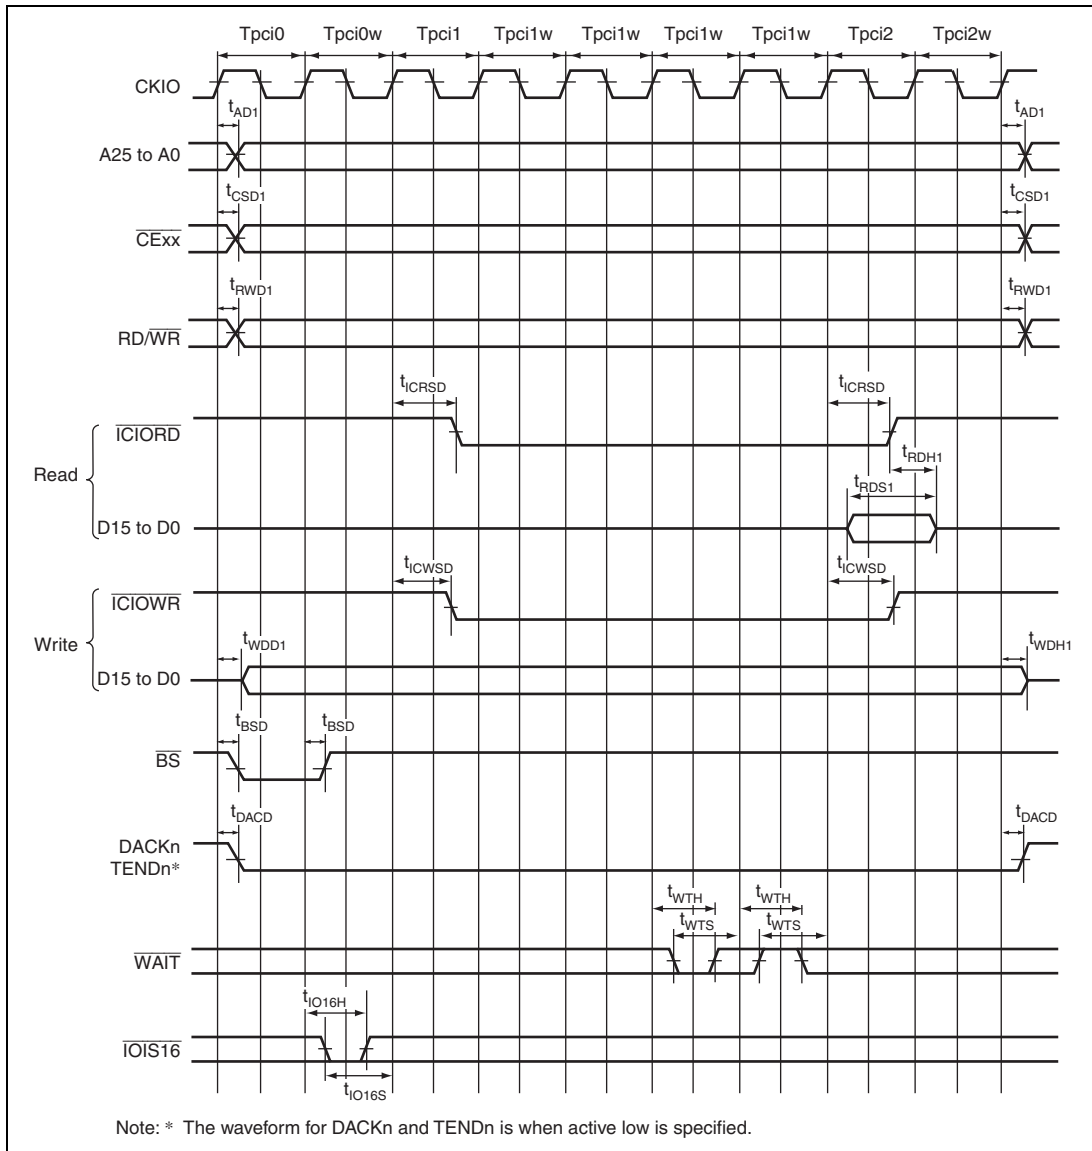 Tpci0 Tpci0w Tpci1 Tpci1w Tpci1w Tpci1w Tpci1w Tpci2 Tpci2w
CKIO
tAD1 tAD1
A25 to A0
tCSD1 tCSD1
CExx
tRWD1 tRWD1
RD/WR
tICRSD tICRSD
ICIORD
tRDH1
Read
tRDS1
D15 to D0
tICWSD tICWSD
ICIOWR
Write
tWDD1 tWDH1
D15 to D0
tBSD tBSD
BS
tDACD tDACD
DACKn
TENDn*
tWTH tWTH
tWTS tWTS
WAIT
tIO16H
IOIS16
tIO16S
Note: * The waveform for DACKn and TENDn is when active low is specified.